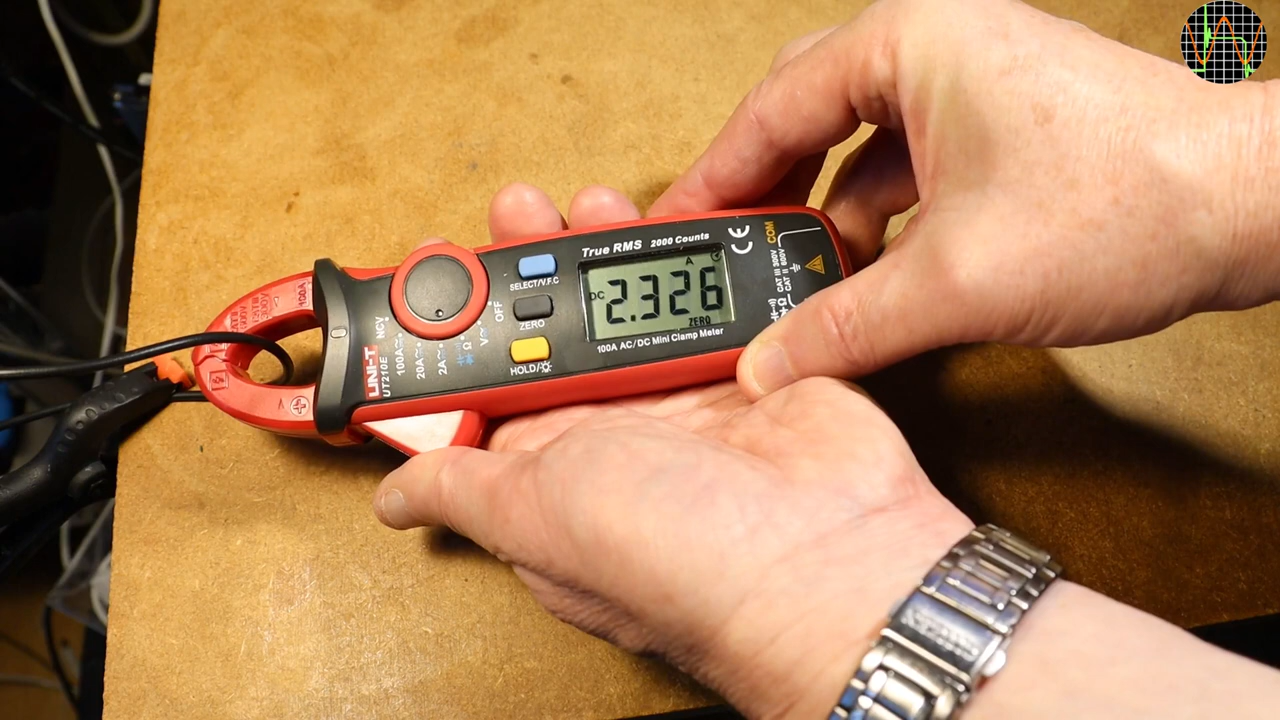 True RMS 2000 Counts
CE
COM
CAT III 300V
CAT II 600V
SELECT/V.F.C
DC 2.326 A
ZERO
ZERO
100A AC/DC Mini Clamp Meter
HOLD/
OFF
NCV
100A
20A
2A
Ω
V
UNI-T
UT210E
100A